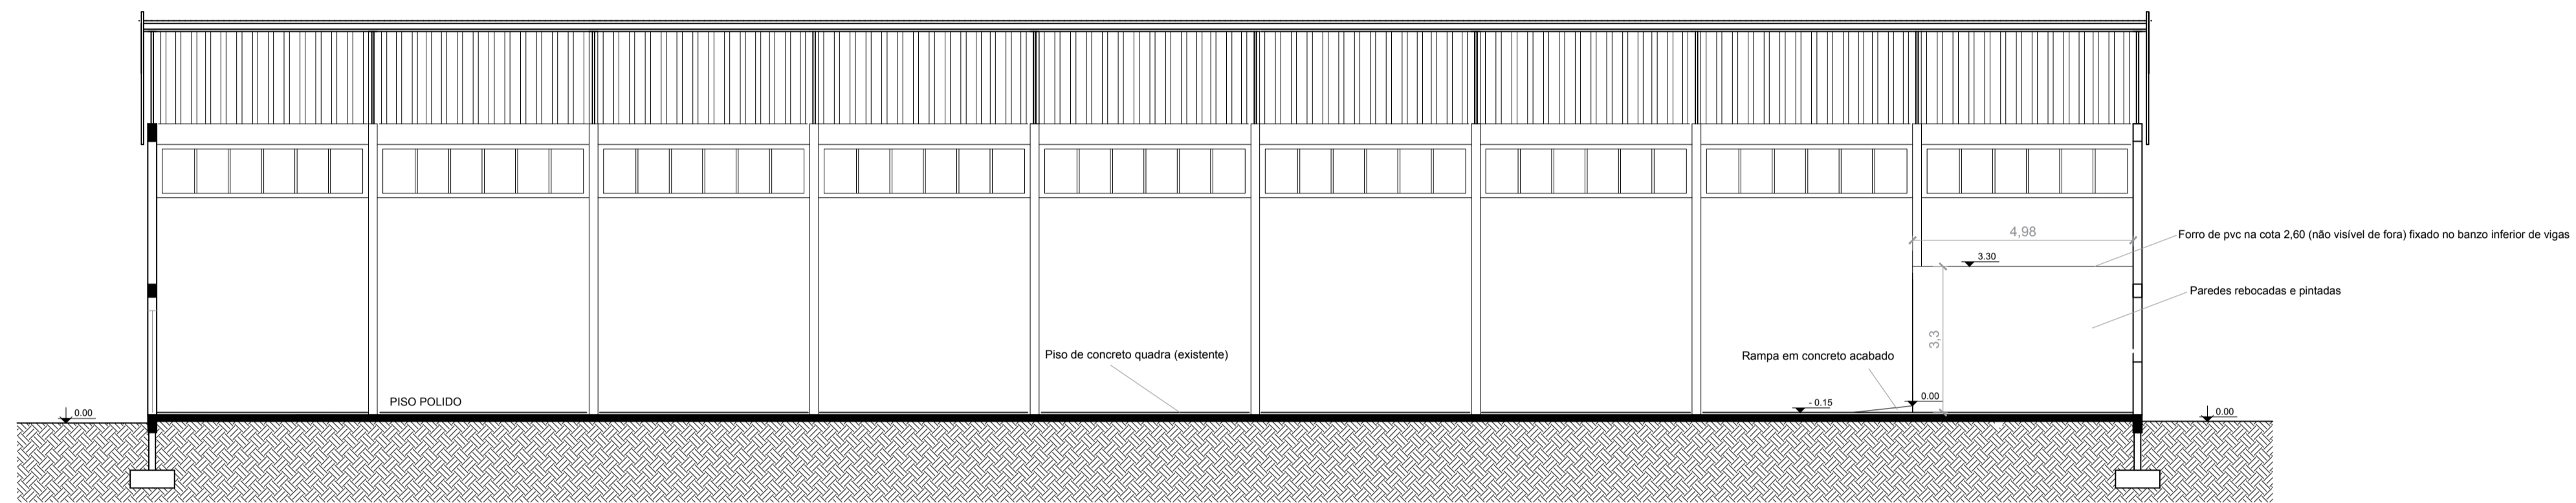 4,98
Forro de pvc na cota 2,60 (não visível de fora) fixado no banzo inferior de vigas
3.30
Paredes rebocadas e pintadas
3,3
Piso de concreto quadra (existente)
Rampa em concreto acabado
PISO POLIDO
0.00
- 0.15
0.00
0.00